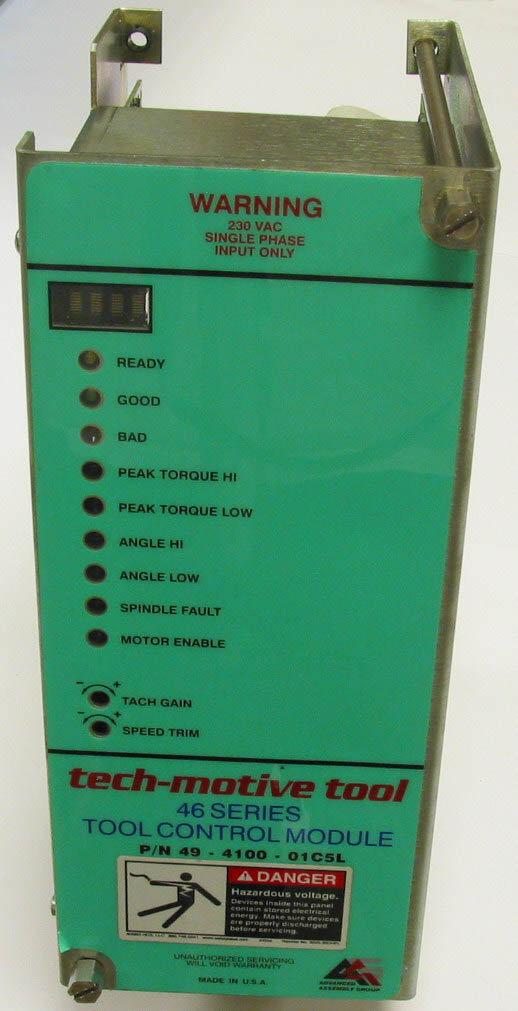 WARNING
230 VAC
SINGLE PHASE
INPUT ONLY
READY
GOOD
BAD
PEAK TORQUE HI
PEAK TORQUE LOW
ANGLE HI
ANGLE LOW
SPINDLE FAULT
MOTOR ENABLE
- +
TACH GAIN
- +
SPEED TRIM
tech-motive tool
46 SERIES
TOOL CONTROL MODULE
P/N 49 - 4100 - 01C5L
DANGER
Hazardous voltage.
Devices inside this panel
contain stored electrical
energy. Make sure devices
are properly discharged
before servicing.
UNAUTHORIZED SERVICING
WILL VOID WARRANTY
MADE IN U.S.A.
ADVANCED
ASSEMBLY GROUP